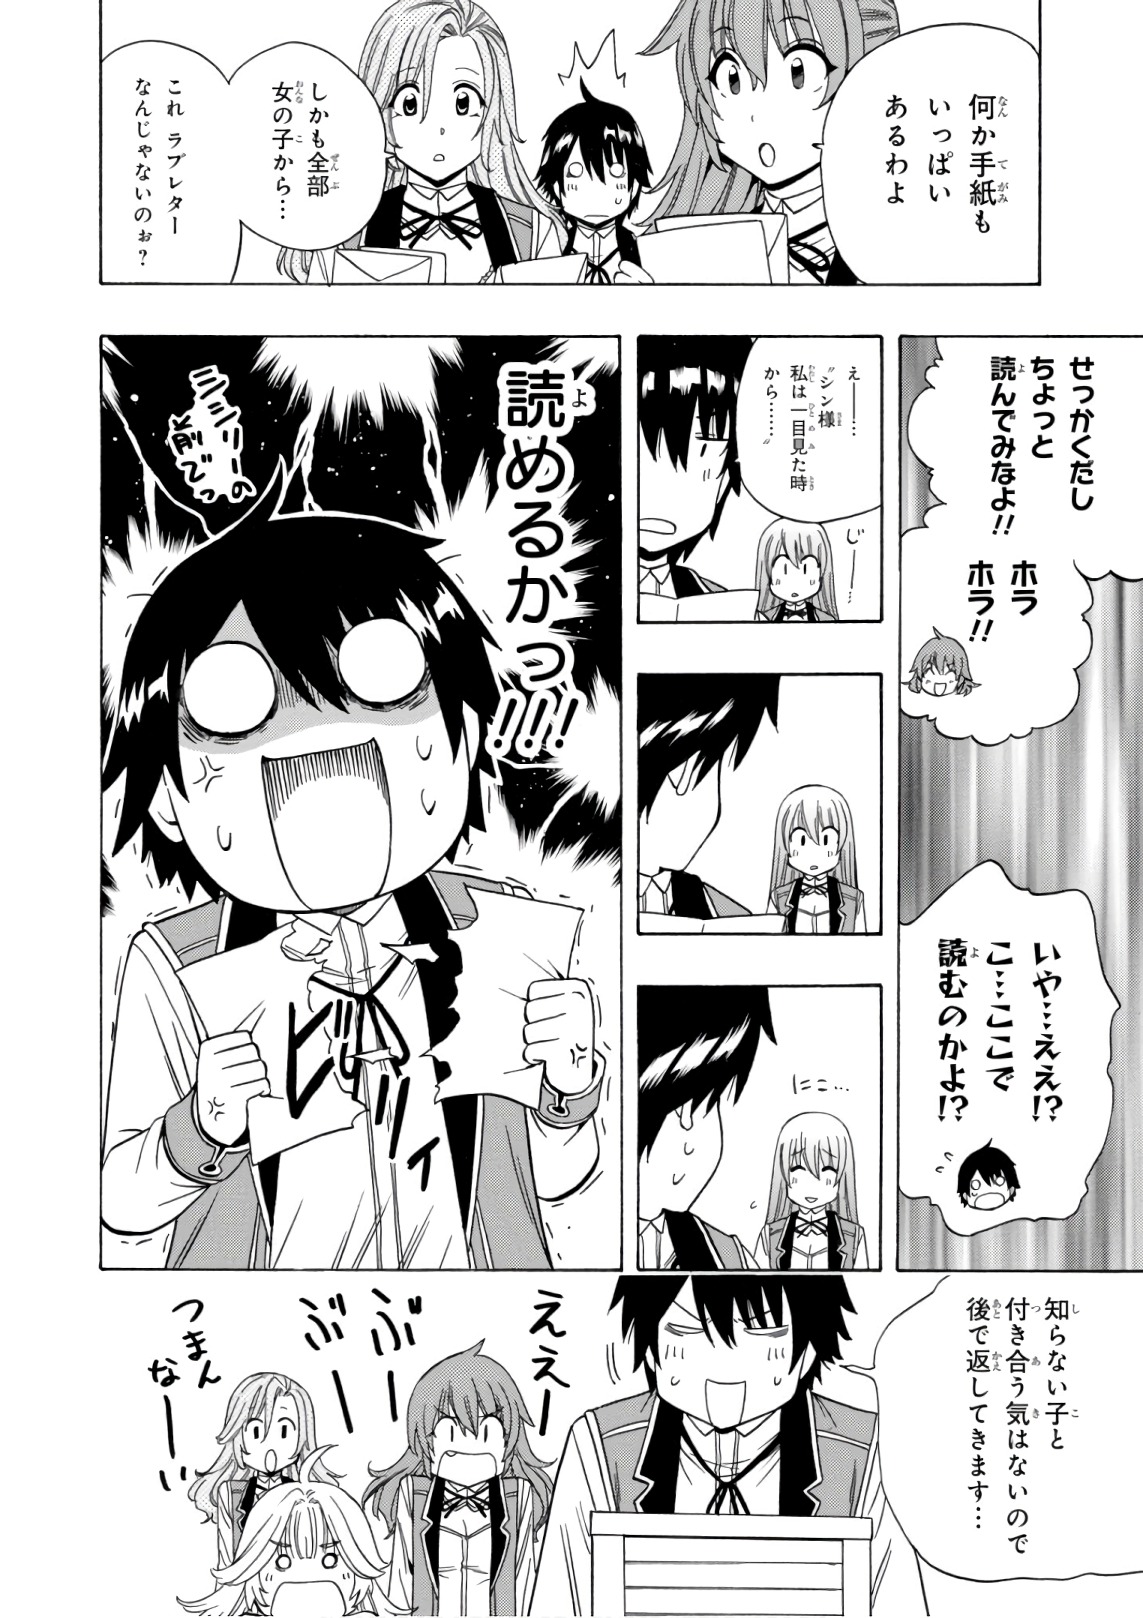 何か手紙も
いっぱい
あるわよ
しかも全部
女の子から…
これ ラブレター
なんじゃないのぉ?
せっかくだし
ちょっと
読んでみなよ!!
ホラ
ホラ!!
いや…ええ!?
こ…ここで
読むのかよ!?
えー……
"シン様
私は一目見た時
から……"
じ――…
にこ…
読めるかっ!!!
シシリーの
前でっ
ビリ
ビリィ
知らない子と
付き合う気はないので
後で返してきます…
ええーー
ぶーー
ぶーー
つまん
なーい